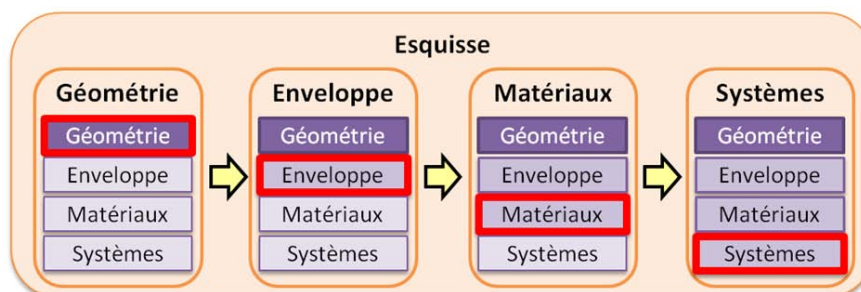 Esquisse
Géométrie
Géométrie
Enveloppe
Matériaux
Systèmes
Enveloppe
Géométrie
Enveloppe
Matériaux
Systèmes
Matériaux
Géométrie
Enveloppe
Matériaux
Systèmes
Systèmes
Géométrie
Enveloppe
Matériaux
Systèmes